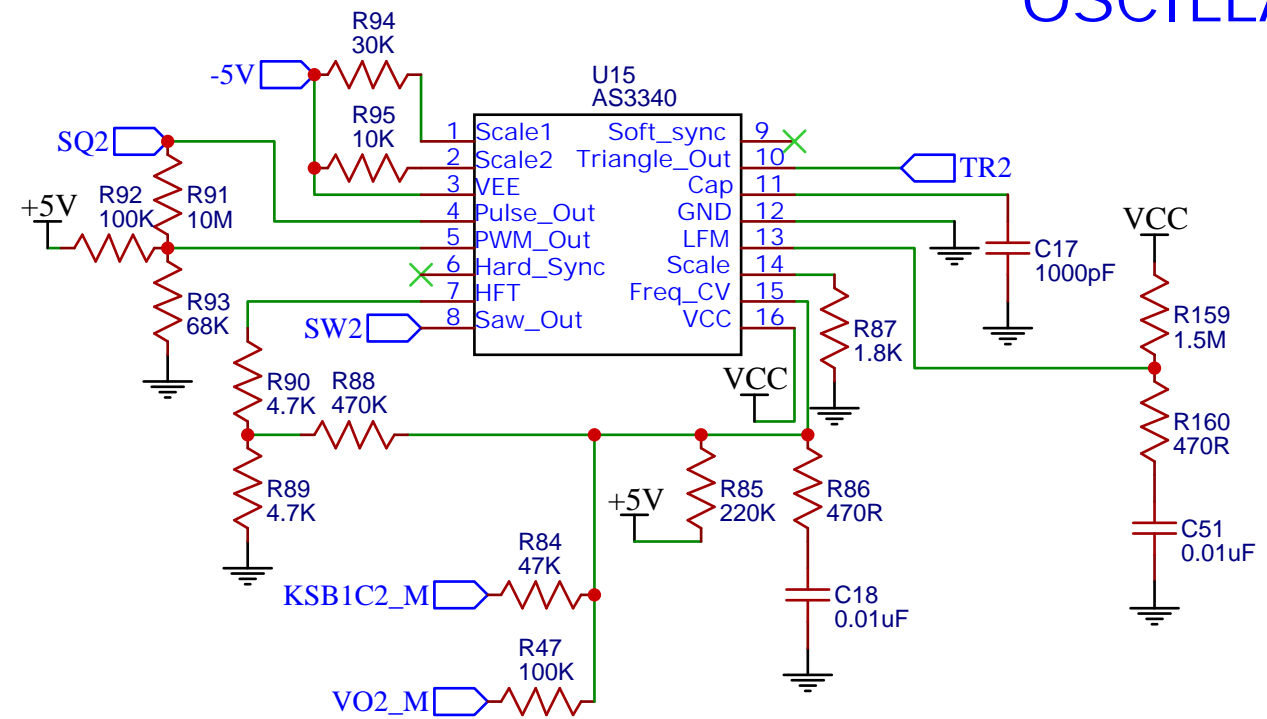 OSCILLA
R94
30K
-5V
U15
AS3340
R95
10K
1 Scale1
Soft_sync 9
SQ2
2 Scale2
Triangle_Out 10
TR2
3 VEE
Cap 11
R92
100K
R91
10M
+5V
4 Pulse_Out
GND 12
VCC
5 PWM_Out
LFM 13
C17
1000pF
6 Hard_Sync
Scale 14
7 HFT
Freq_CV 15
R93
68K
8 Saw_Out
VCC 16
SW2
R87
1.8K
R159
1.5M
VCC
R90
4.7K
R88
470K
R160
470R
R89
4.7K
+5V
R85
220K
R86
470R
C51
0.01uF
R84
47K
KSB1C2_M
C18
0.01uF
R47
100K
VO2_M